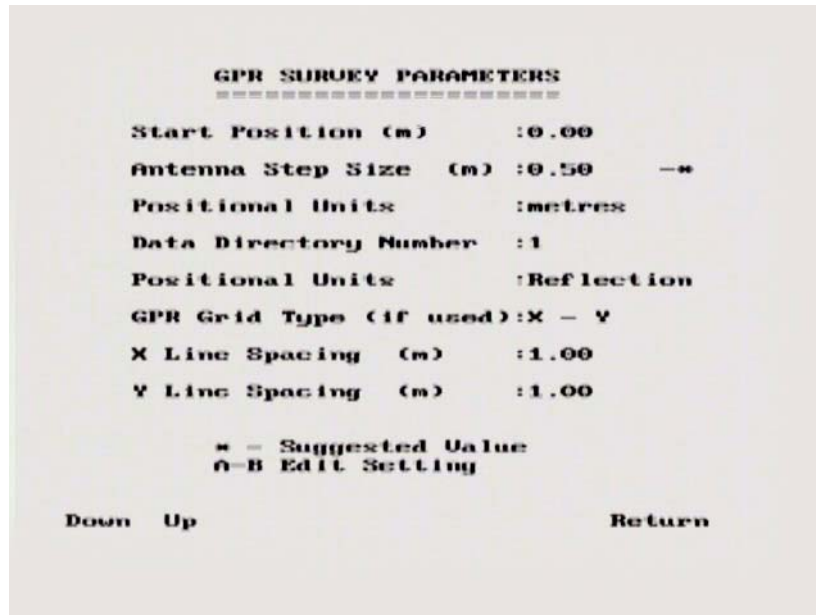 GPR SURVEY PARAMETERS
=====================
Start Position (m) :0.00
Antenna Step Size (m) :0.50 -*
Positional Units :metres
Data Directory Number :1
Positional Units :Reflection
GPR Grid Type (if used):X - Y
X Line Spacing (m) :1.00
Y Line Spacing (m) :1.00
* - Suggested Value
A-B Edit Setting
Down Up Return